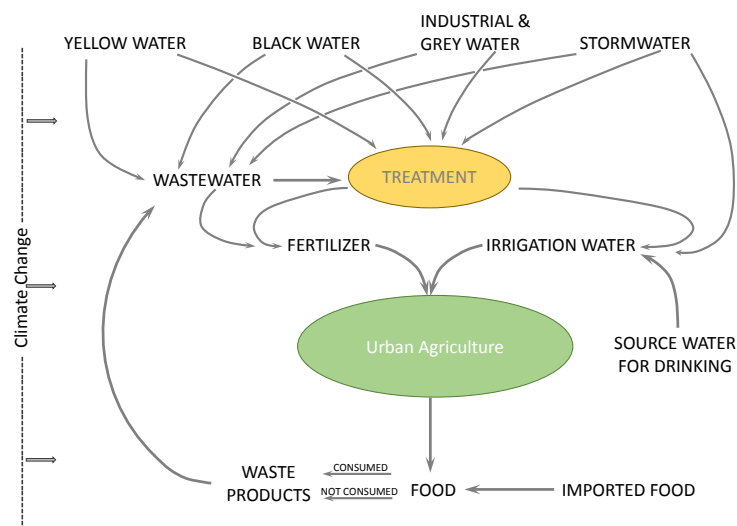 INDUSTRIAL &
YELLOW WATER
BLACK WATER
GREY WATER
STORMWATER
WASTEWATER
TREATMENT
FERTILIZER
IRRIGATION WATER
Climate Change
Urban Agriculture
SOURCE WATER
FOR DRINKING
WASTE
PRODUCTS
CONSUMED
NOT CONSUMED
FOOD
IMPORTED FOOD